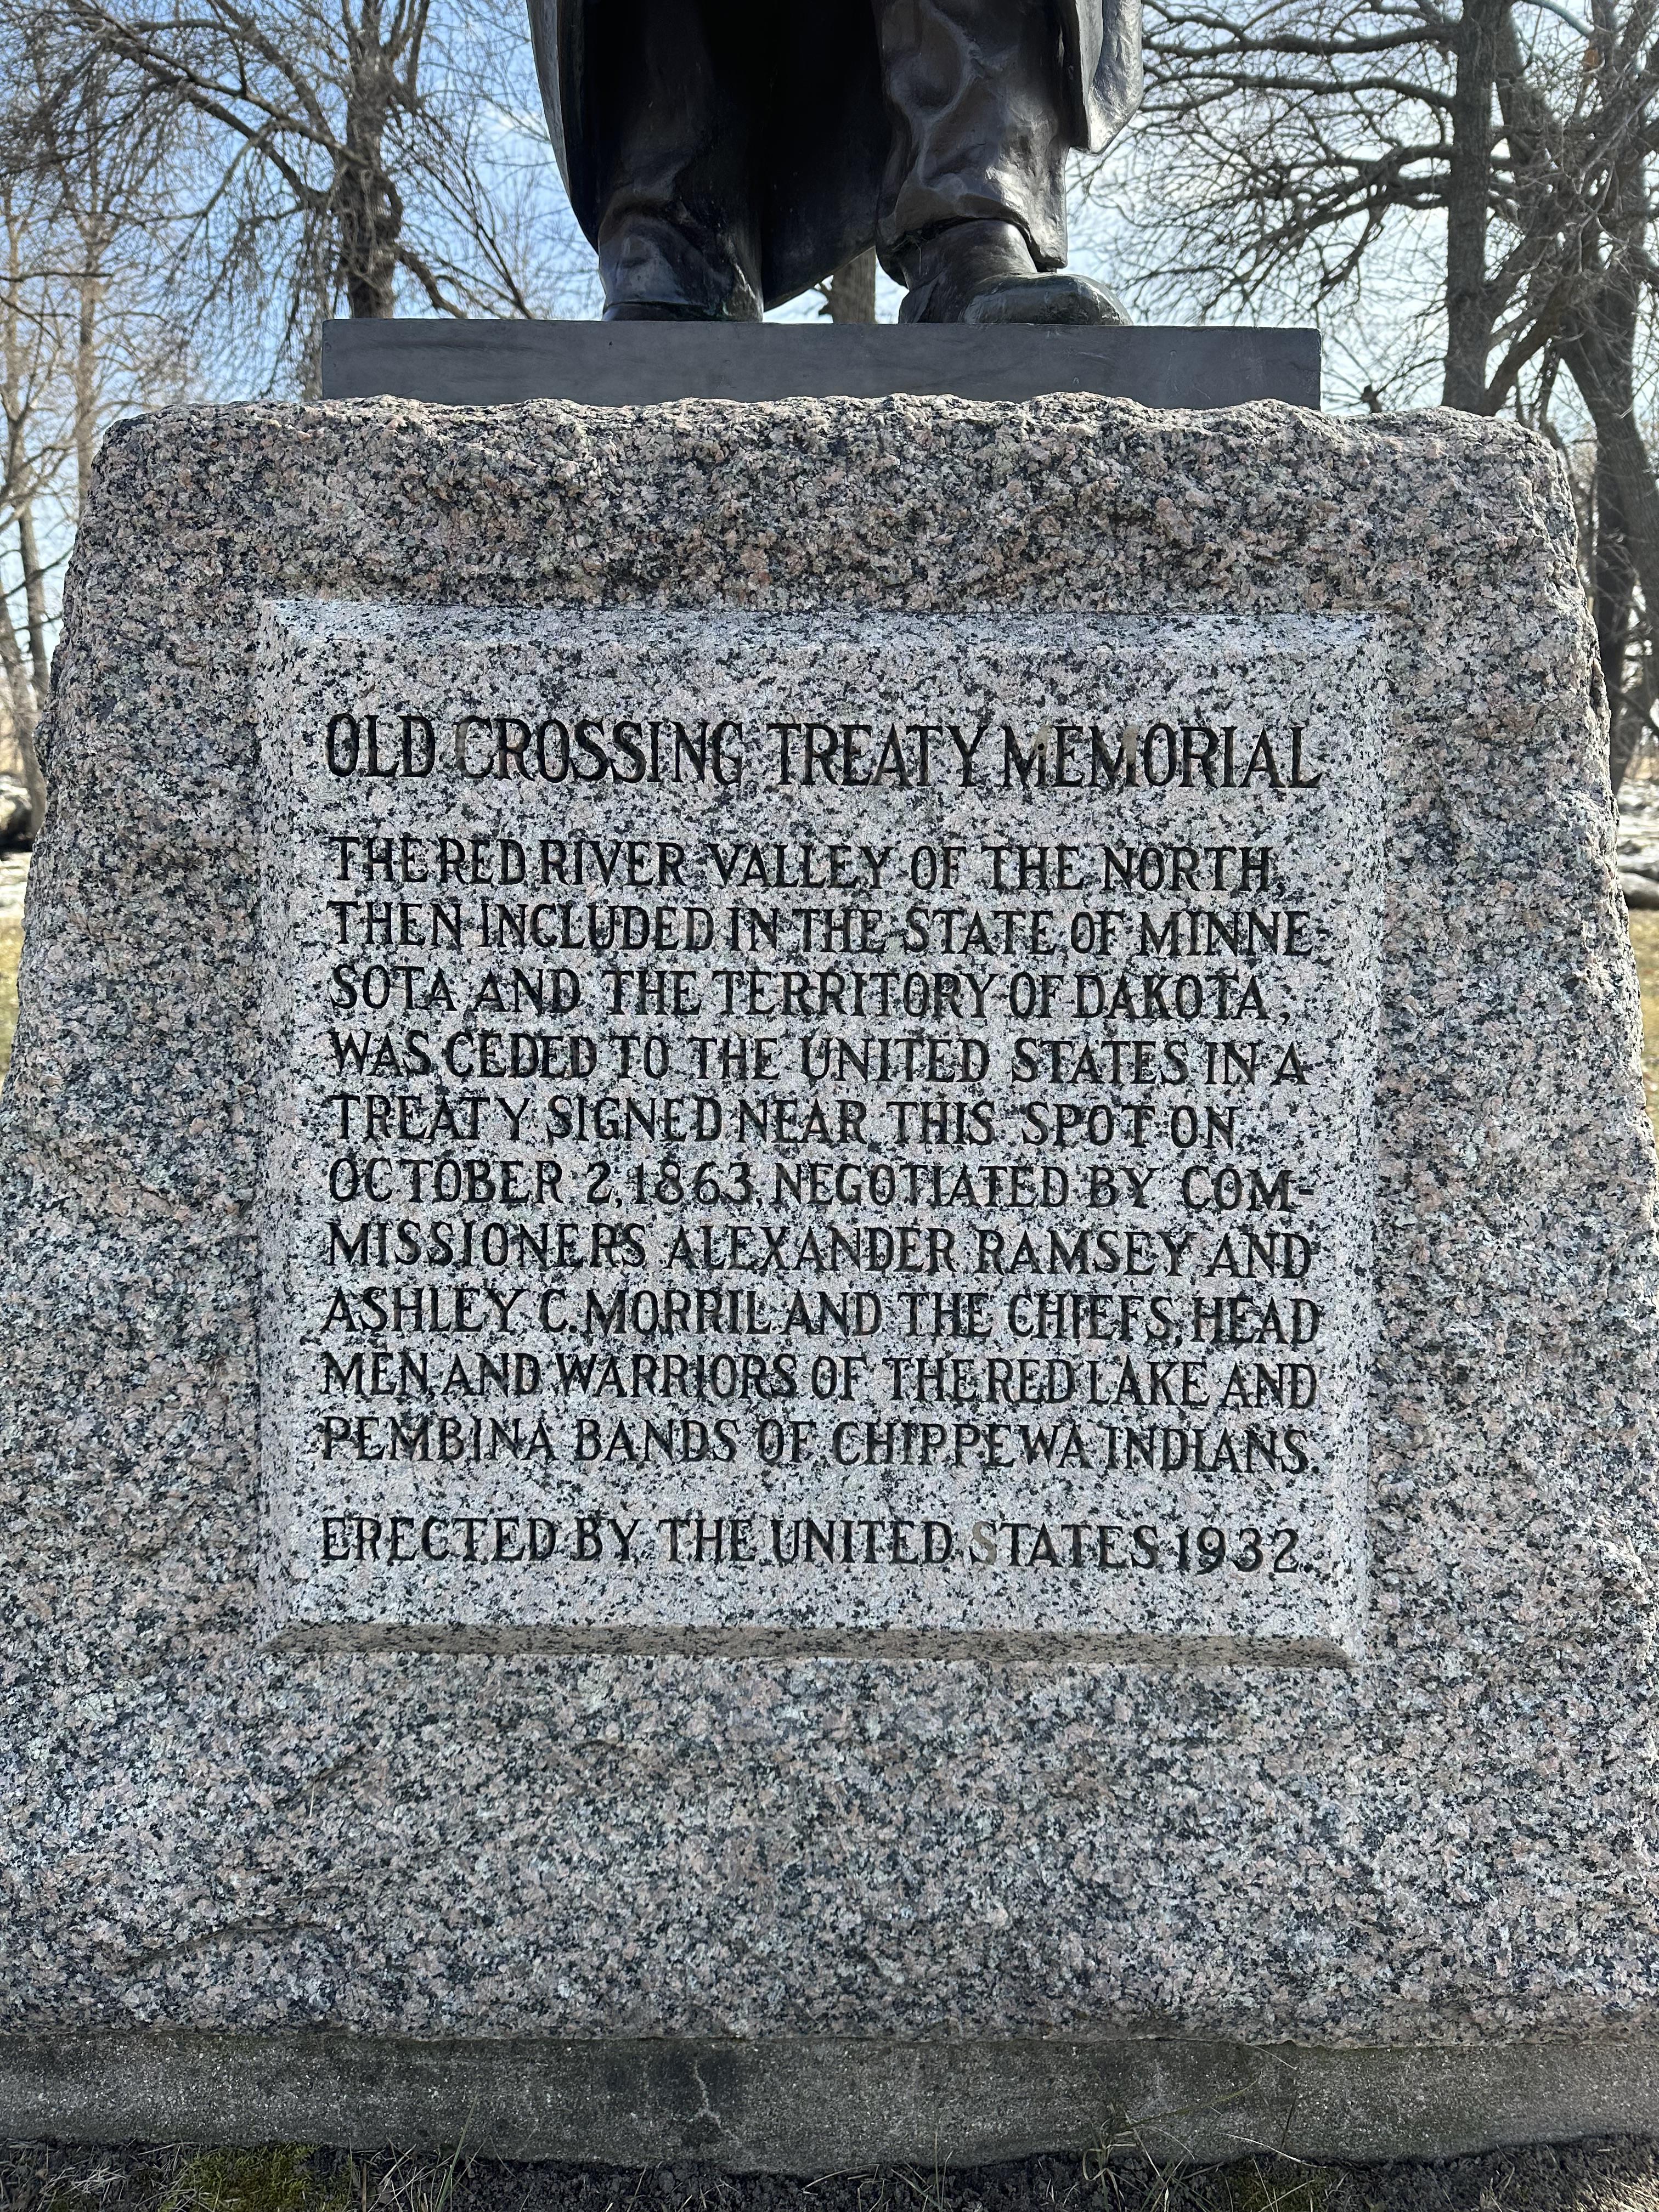 OLD CROSSING TREATY MEMORIAL
THE RED RIVER VALLEY OF THE NORTH,
THEN INCLUDED IN THE STATE OF MINNE-
SOTA AND THE TERRITORY OF DAKOTA,
WAS CEDED TO THE UNITED STATES IN A
TREATY SIGNED NEAR THIS SPOT ON
OCTOBER 2, 1863, NEGOTIATED BY COM-
MISSIONERS ALEXANDER RAMSEY AND
ASHLEY C. MORRIL AND THE CHIEFS, HEAD
MEN, AND WARRIORS OF THE RED LAKE AND
PEMBINA BANDS OF CHIPPEWA INDIANS.
ERECTED BY THE UNITED STATES 1932.